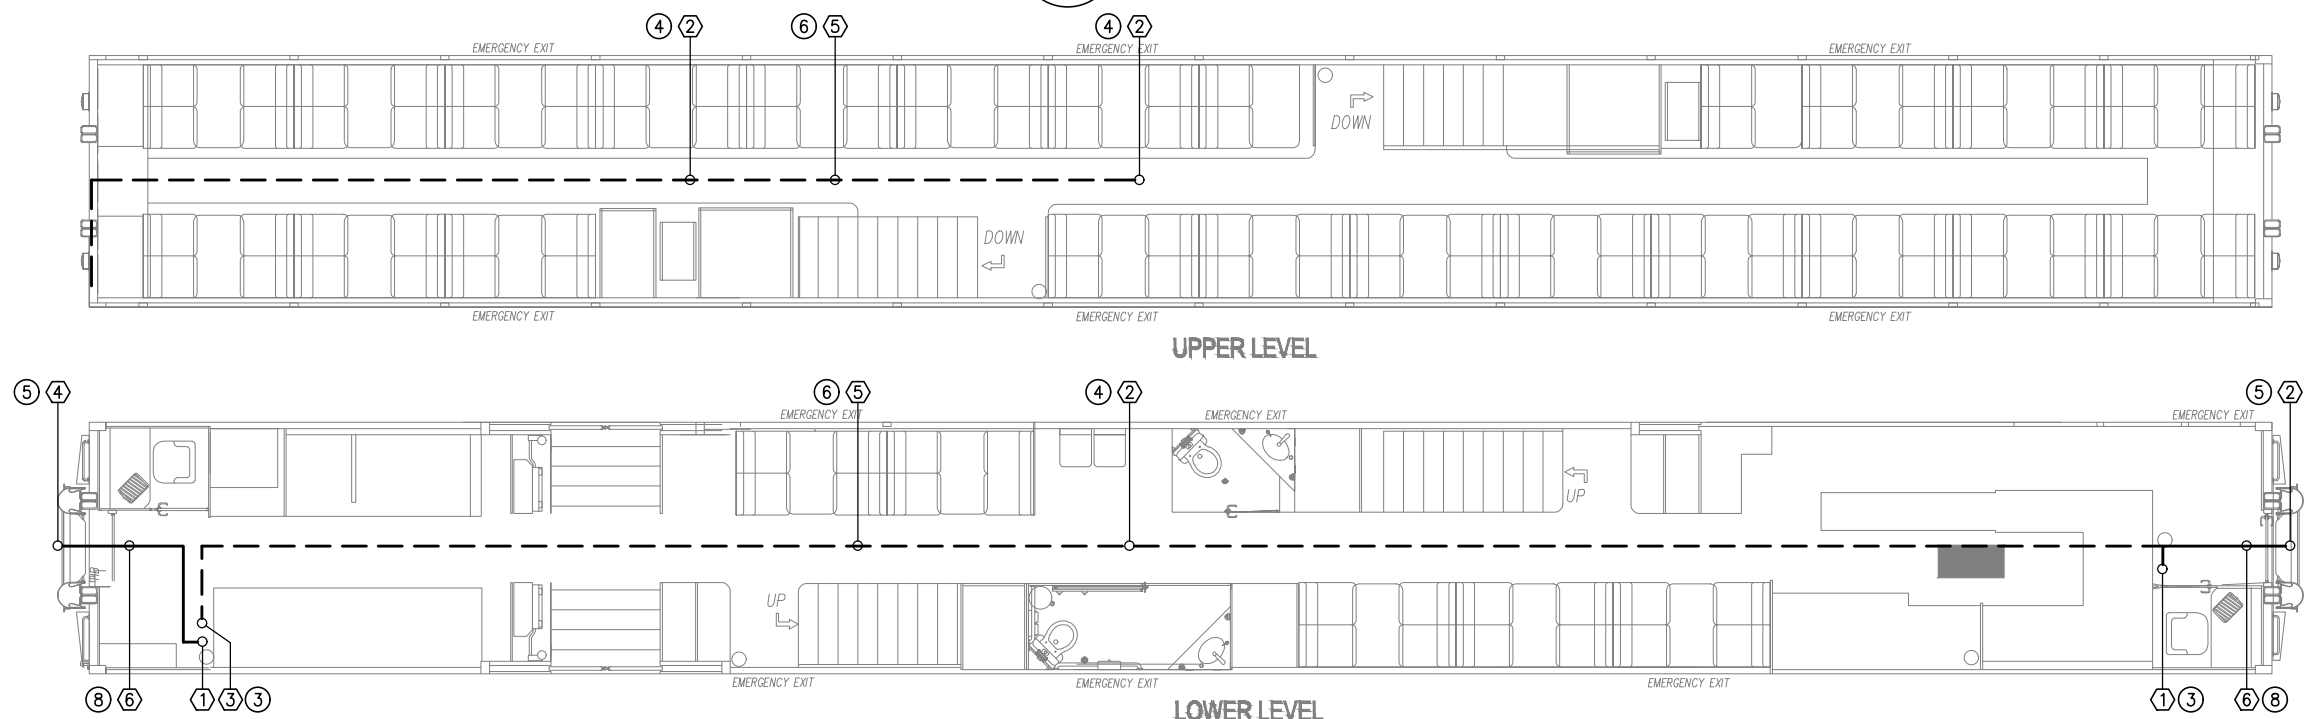 4 2 6 5 4 2
EMERGENCY EXIT EMERGENCY EXIT EMERGENCY EXIT
DOWN
DOWN
EMERGENCY EXIT EMERGENCY EXIT EMERGENCY EXIT
UPPER LEVEL
5 4 6 5 4 2 5 2
EMERGENCY EXIT EMERGENCY EXIT EMERGENCY EXIT
UP
UP
EMERGENCY EXIT EMERGENCY EXIT EMERGENCY EXIT
8 6 1 3 3 1 3 6 8
LOWER LEVEL